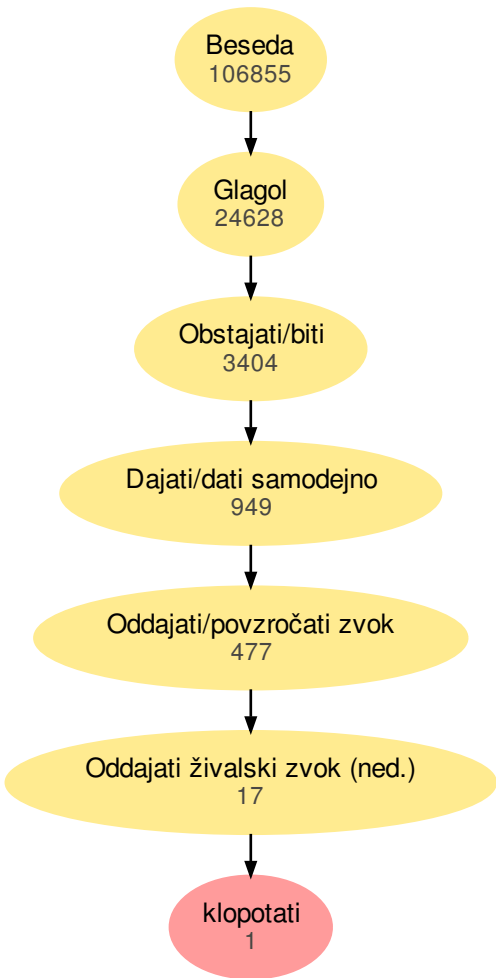 Beseda
106855
Glagol
24628
Obstajati/biti
3404
Dajati/dati samodejno
949
Oddajati/povzročati zvok
477
Oddajati živalski zvok (ned.)
17
klopotati
1